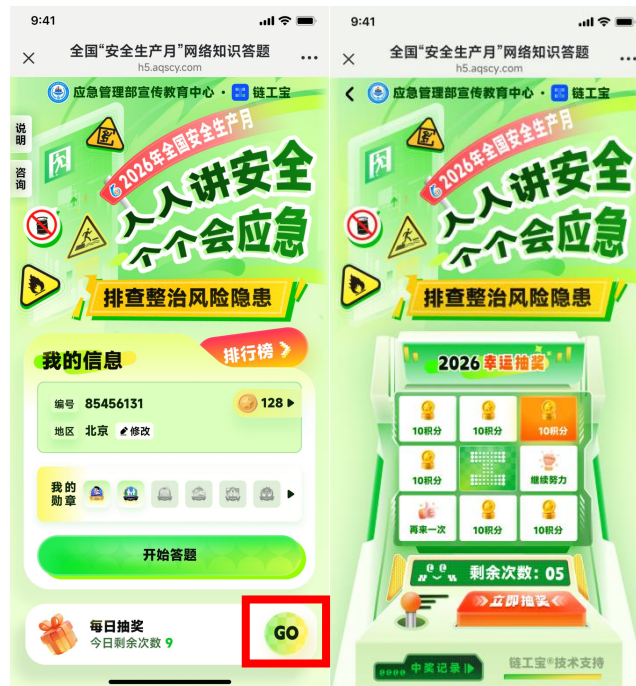 9:41
全国“安全生产月”网络知识答题
h5.aqscy.com
应急管理部宣传教育中心·链工宝
说明
咨询
2026年全国安全生产月
人人讲安全
个个会应急
排查整治风险隐患
我的信息
排行榜
编号 85456131
128
地区 北京 修改
我的勋章
开始答题
每日抽奖
今日剩余次数 9
GO
9:41
全国“安全生产月”网络知识答题
h5.aqscy.com
应急管理部宣传教育中心·链工宝
2026年全国安全生产月
人人讲安全
个个会应急
排查整治风险隐患
2026 幸运抽奖
10积分 10积分 10积分
10积分 继续努力
再来一次 10积分 10积分
剩余次数：05
立即抽奖
中奖记录
链工宝®技术支持